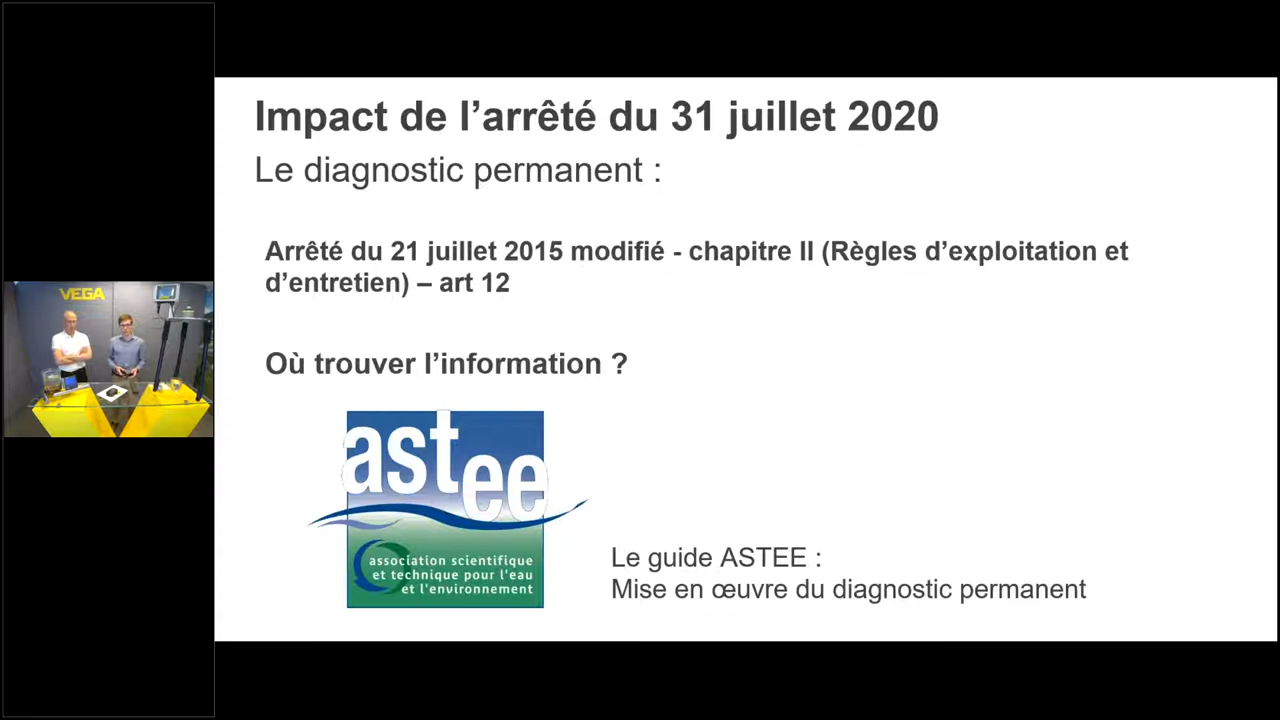 Impact de l’arrêté du 31 juillet 2020
Le diagnostic permanent :
Arrêté du 21 juillet 2015 modifié - chapitre II (Règles d’exploitation et
d’entretien) – art 12
VEGA
Où trouver l’information ?
astee
association scientifique
et technique pour l'eau
et l'environnement
Le guide ASTEE :
Mise en œuvre du diagnostic permanent